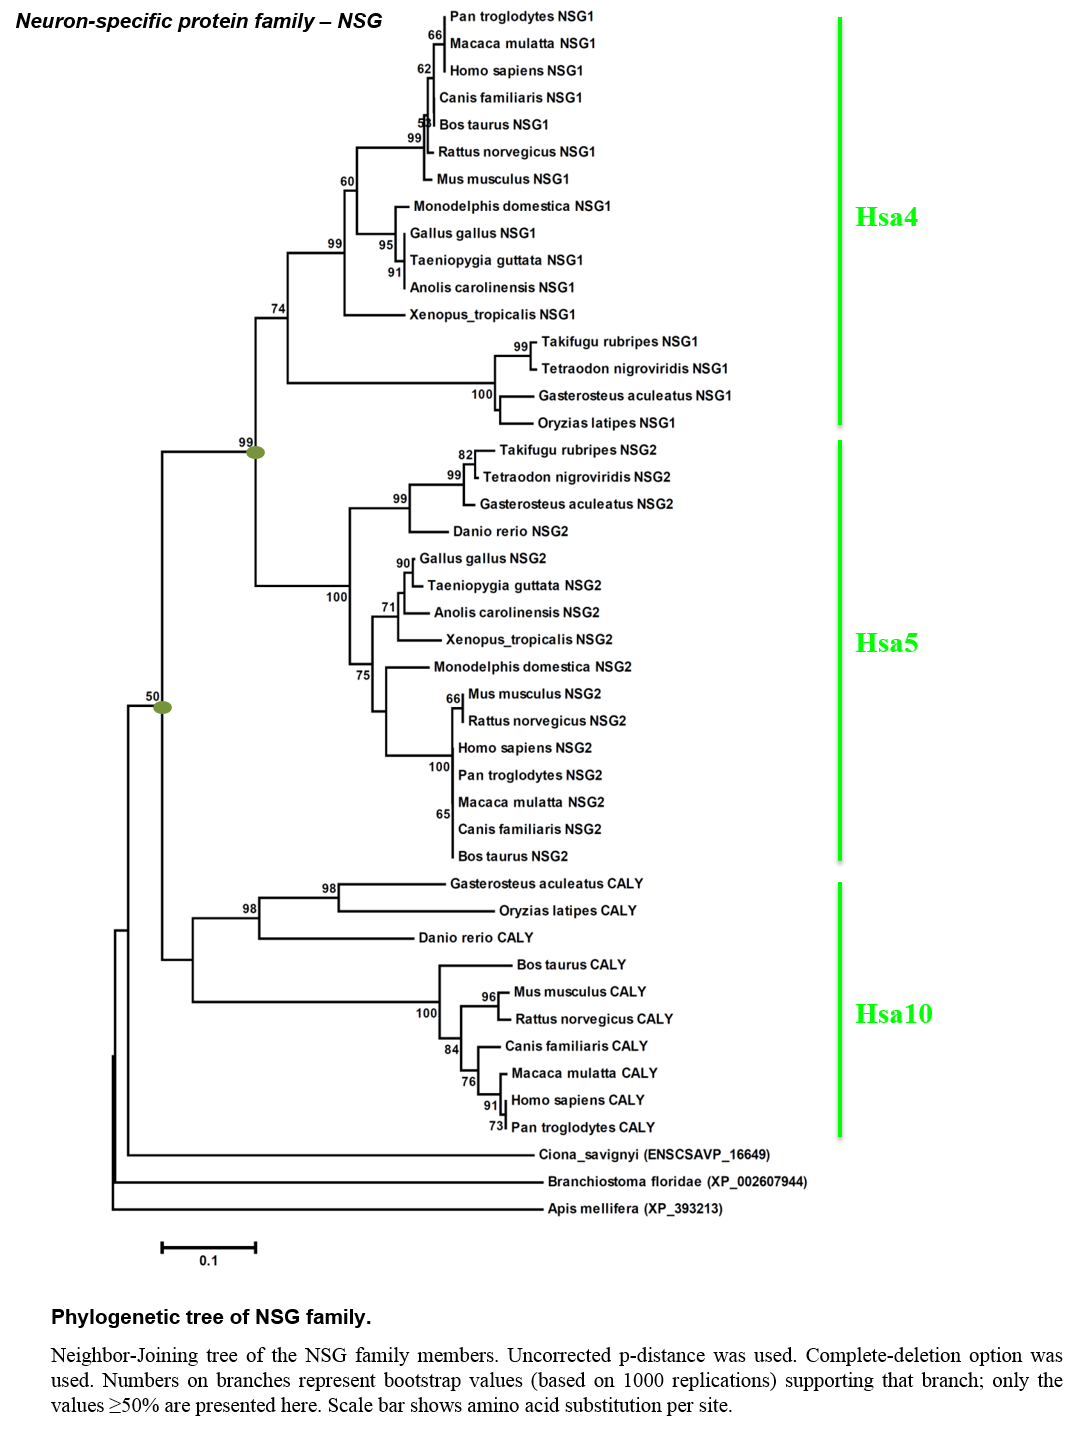 Neuron-specific protein family – NSG
Pan troglodytes NSG1
66
Macaca mulatta NSG1
62
Homo sapiens NSG1
Canis familiaris NSG1
53
Bos taurus NSG1
99
Rattus norvegicus NSG1
60
Mus musculus NSG1
Monodelphis domestica NSG1
Hsa4
Gallus gallus NSG1
99
95
Taeniopygia guttata NSG1
91
Anolis carolinensis NSG1
74
Xenopus_tropicalis NSG1
Takifugu rubripes NSG1
99
Tetraodon nigroviridis NSG1
100
Gasterosteus aculeatus NSG1
Oryzias latipes NSG1
99
Takifugu rubripes NSG2
82
Tetraodon nigroviridis NSG2
99
99
Gasterosteus aculeatus NSG2
Danio rerio NSG2
Gallus gallus NSG2
90
Taeniopygia guttata NSG2
100
71
Anolis carolinensis NSG2
Xenopus_tropicalis NSG2
Hsa5
Monodelphis domestica NSG2
75
Mus musculus NSG2
50
66
Rattus norvegicus NSG2
Homo sapiens NSG2
100
Pan troglodytes NSG2
Macaca mulatta NSG2
65
Canis familiaris NSG2
Bos taurus NSG2
Gasterosteus aculeatus CALY
98
98
Oryzias latipes CALY
Danio rerio CALY
Bos taurus CALY
Mus musculus CALY
96
100
Rattus norvegicus CALY
Hsa10
84
Canis familiaris CALY
76
Macaca mulatta CALY
91
Homo sapiens CALY
73
Pan troglodytes CALY
Ciona_savignyi (ENSCSAVP_16649)
Branchiostoma floridae (XP_002607944)
Apis mellifera (XP_393213)
0.1
Phylogenetic tree of NSG family.
Neighbor-Joining tree of the NSG family members. Uncorrected p-distance was used. Complete-deletion option was
used. Numbers on branches represent bootstrap values (based on 1000 replications) supporting that branch; only the
values ≥50% are presented here. Scale bar shows amino acid substitution per site.